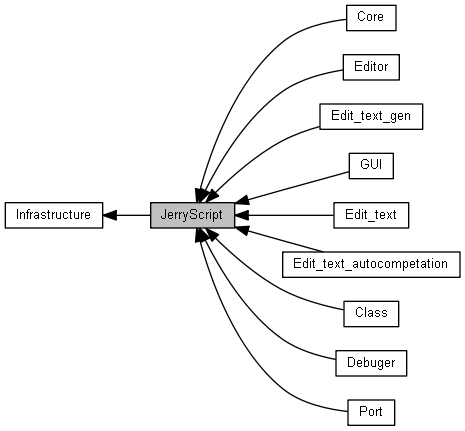 Core
Editor
Edit_text_gen
GUI
Infrastructure
JerryScript
Edit_text
Edit_text_autocompetation
Class
Debuger
Port